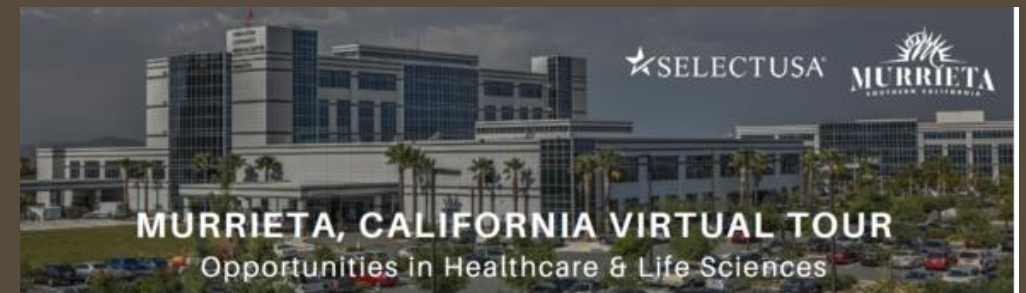 SELECTUSA
MURRIETA
SOUTHERN CALIFORNIA
MURRIETA, CALIFORNIA VIRTUAL TOUR
Opportunities in Healthcare & Life Sciences